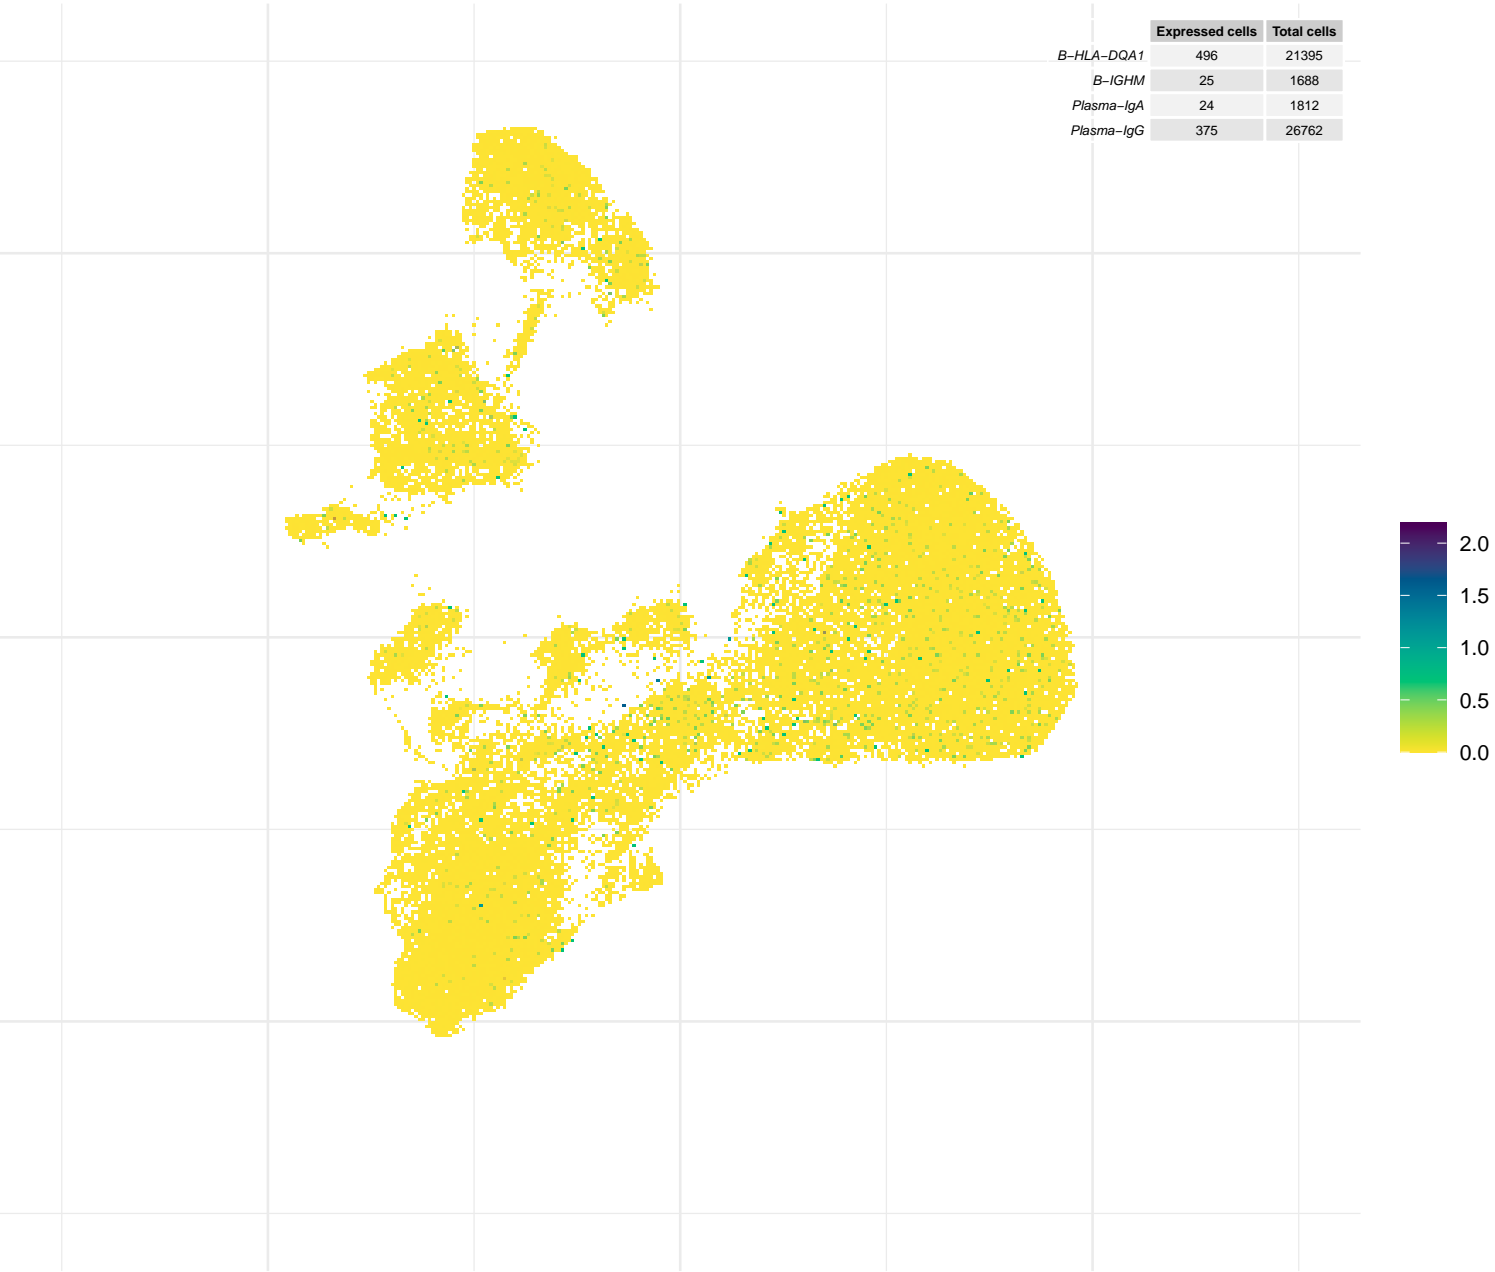 Expressed cells Total cells
B−HLA−DQA1 496 21395
B−IGHM 25 1688
Plasma−IgA 24 1812
Plasma−IgG 375 26762
2.0
1.5
1.0
0.5
0.0